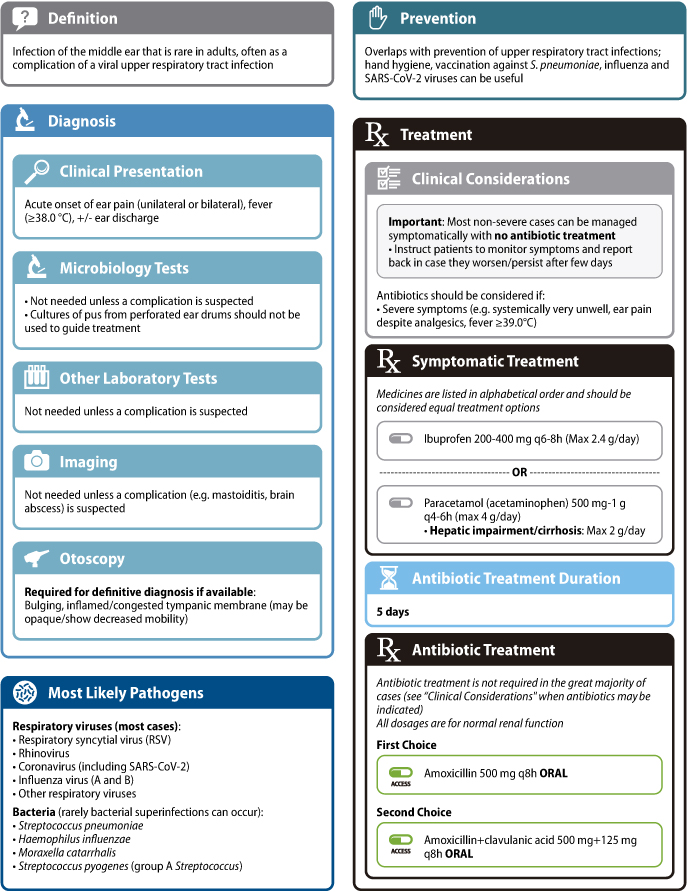 Definition
Infection of the middle ear that is rare in adults, often as a
complication of a viral upper respiratory tract infection
Diagnosis
Clinical Presentation
Acute onset of ear pain (unilateral or bilateral), fever
(≥38.0 °C), +/- ear discharge
Microbiology Tests
• Not needed unless a complication is suspected
• Cultures of pus from perforated ear drums should not be
used to guide treatment
Other Laboratory Tests
Not needed unless a complication is suspected
Imaging
Not needed unless a complication (e.g. mastoiditis, brain
abscess) is suspected
Otoscopy
Required for definitive diagnosis if available:
Bulging, inflamed/congested tympanic membrane (may be
opaque/show decreased mobility)
Most Likely Pathogens
Respiratory viruses (most cases):
• Respiratory syncytial virus (RSV)
• Rhinovirus
• Coronavirus (including SARS-CoV-2)
• Influenza virus (A and B)
• Other respiratory viruses
Bacteria (rarely bacterial superinfections can occur):
• Streptococcus pneumoniae
• Haemophilus influenzae
• Moraxella catarrhalis
• Streptococcus pyogenes (group A Streptococcus)
Prevention
Overlaps with prevention of upper respiratory tract infections;
hand hygiene, vaccination against S. pneumoniae, influenza and
SARS-CoV-2 viruses can be useful
Rx Treatment
Clinical Considerations
Important: Most non-severe cases can be managed
symptomatically with no antibiotic treatment
• Instruct patients to monitor symptoms and report
back in case they worsen/persist after few days
Antibiotics should be considered if:
• Severe symptoms (e.g. systemically very unwell, ear pain
despite analgesics, fever ≥39.0°C)
Rx Symptomatic Treatment
Medicines are listed in alphabetical order and should be
considered equal treatment options
Ibuprofen 200-400 mg q6-8h (Max 2.4 g/day)
OR
Paracetamol (acetaminophen) 500 mg-1 g
q4-6h (max 4 g/day)
• Hepatic impairment/cirrhosis: Max 2 g/day
Antibiotic Treatment Duration
5 days
Rx Antibiotic Treatment
Antibiotic treatment is not required in the great majority of
cases (see "Clinical Considerations" when antibiotics may be
indicated)
All dosages are for normal renal function
First Choice
Amoxicillin 500 mg q8h ORAL
ACCESS
Second Choice
Amoxicillin+clavulanic acid 500 mg+125 mg
q8h ORAL
ACCESS